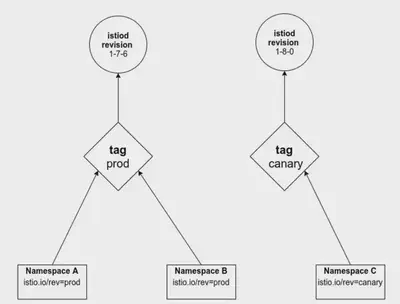 istiod
revision
1-7-6
istiod
revision
1-8-0
tag
prod
tag
canary
Namespace A
istio.io/rev=prod
Namespace B
istio.io/rev=prod
Namespace C
istio.io/rev=canary